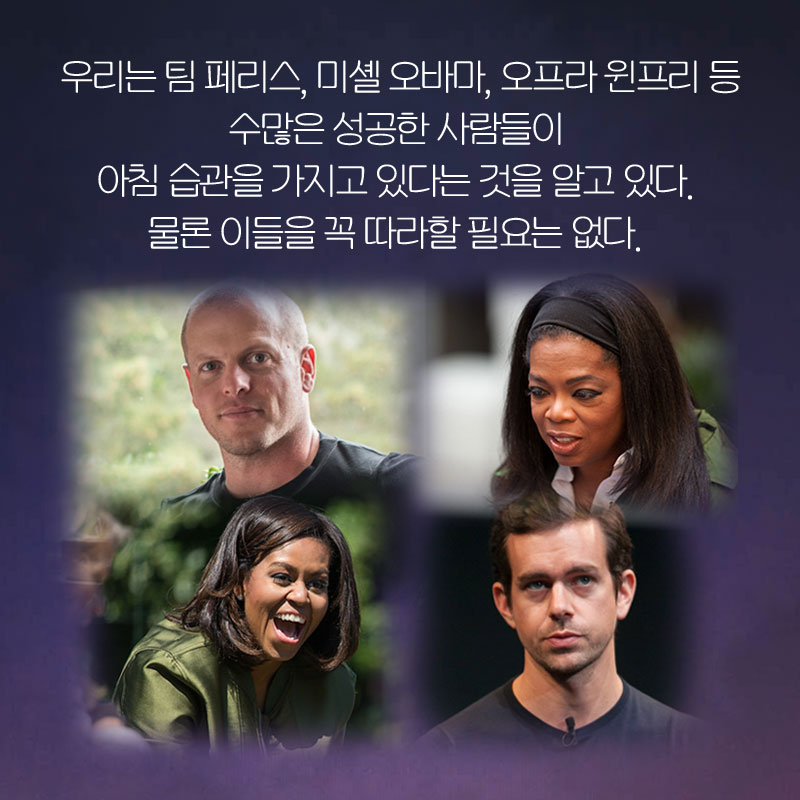 우리는 팀 페리스, 미셸 오바마, 오프라 윈프리 등
수많은 성공한 사람들이
아침 습관을 가지고 있다는 것을 알고 있다.
물론 이들을 꼭 따라할 필요는 없다.